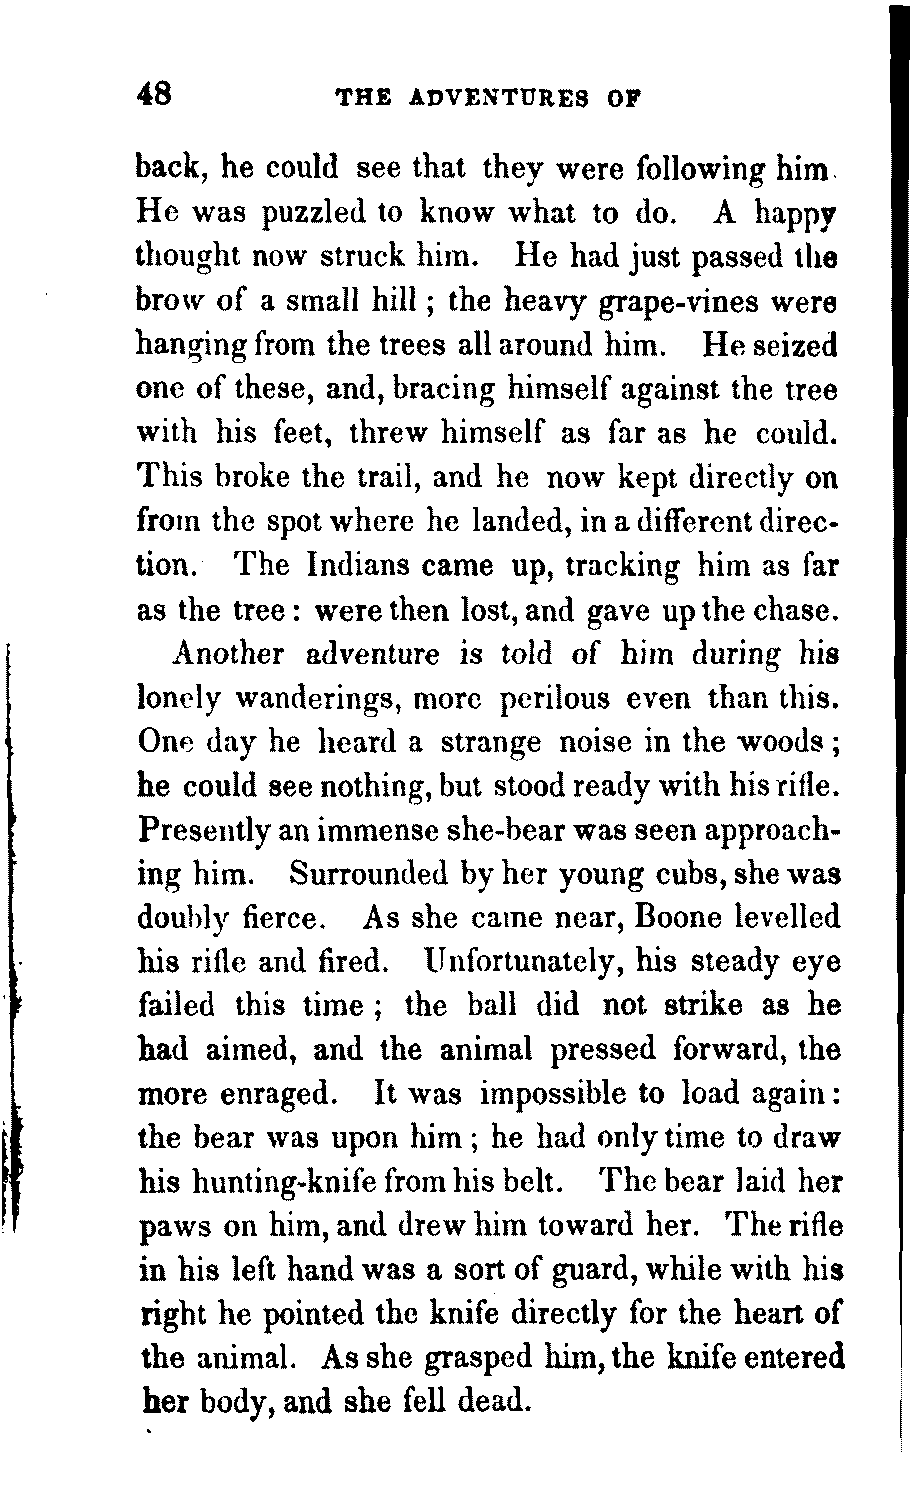 48 THE ADVENTURES OF
back, he could see that they were following him.
He was puzzled to know what to do. A happy
thought now struck him. He had just passed the
brow of a small hill ; the heavy grape-vines were
hanging from the trees all around him. He seized
one of these, and, bracing himself against the tree
with his feet, threw himself as far as he could.
This broke the trail, and he now kept directly on
from the spot where he landed, in a different direc-
tion. The Indians came up, tracking him as far
as the tree : were then lost, and gave up the chase.
Another adventure is told of him during his
lonely wanderings, more perilous even than this.
One day he heard a strange noise in the woods ;
he could see nothing, but stood ready with his rifle.
Presently an immense she-bear was seen approach-
ing him. Surrounded by her young cubs, she was
doubly fierce. As she came near, Boone levelled
his rifle and fired. Unfortunately, his steady eye
failed this time ; the ball did not strike as he
had aimed, and the animal pressed forward, the
more enraged. It was impossible to load again :
the bear was upon him ; he had only time to draw
his hunting-knife from his belt. The bear laid her
paws on him, and drew him toward her. The rifle
in his left hand was a sort of guard, while with his
right he pointed the knife directly for the heart of
the animal. As she grasped him, the knife entered
her body, and she fell dead.